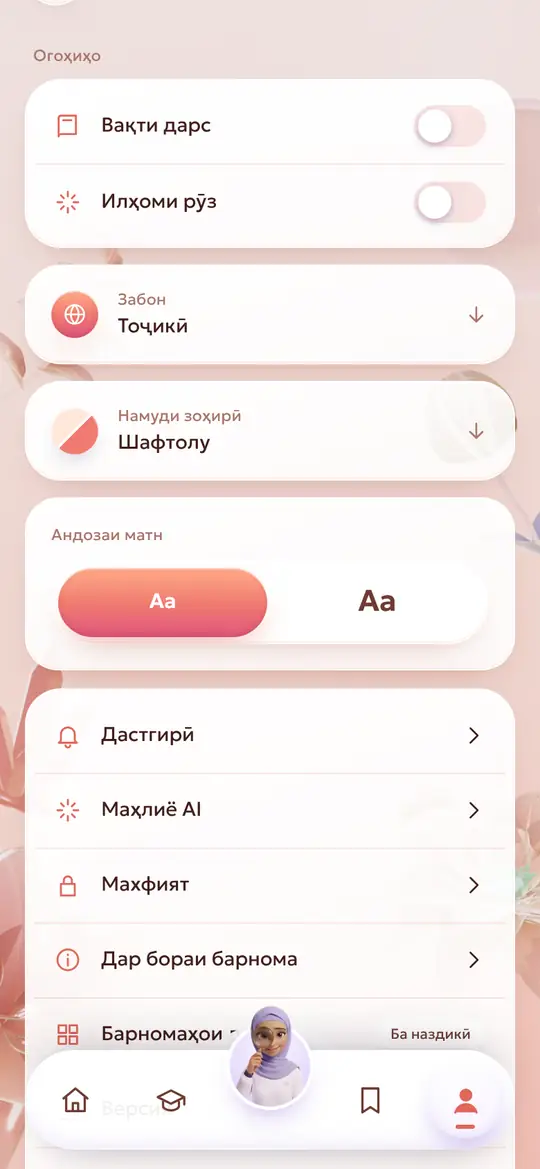 Огоҳиҳо
Вақти дарс
Илҳоми рӯз
Забон
Тоҷикӣ
Намуди зоҳирӣ
Шафтолу
Андозаи матн
Aa
Aa
Дастгирӣ
Маҳлиё AI
Махфият
Дар бораи барнома
Барномаҳои
Ба наздикӣ